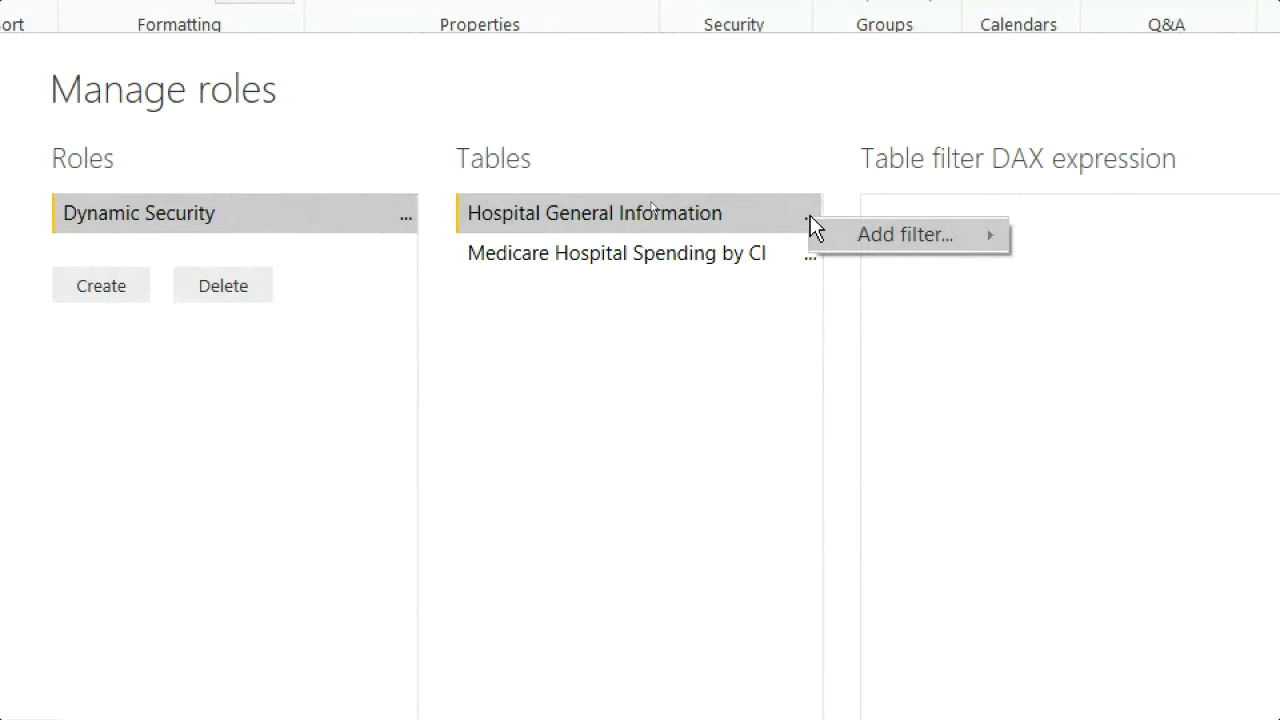 ort Formatting Properties Security Groups Calendars Q&A
Manage roles
Roles Tables Table filter DAX expression
Dynamic Security ... Hospital General Information
Add filter...
Medicare Hospital Spending by Cl ...
Create Delete